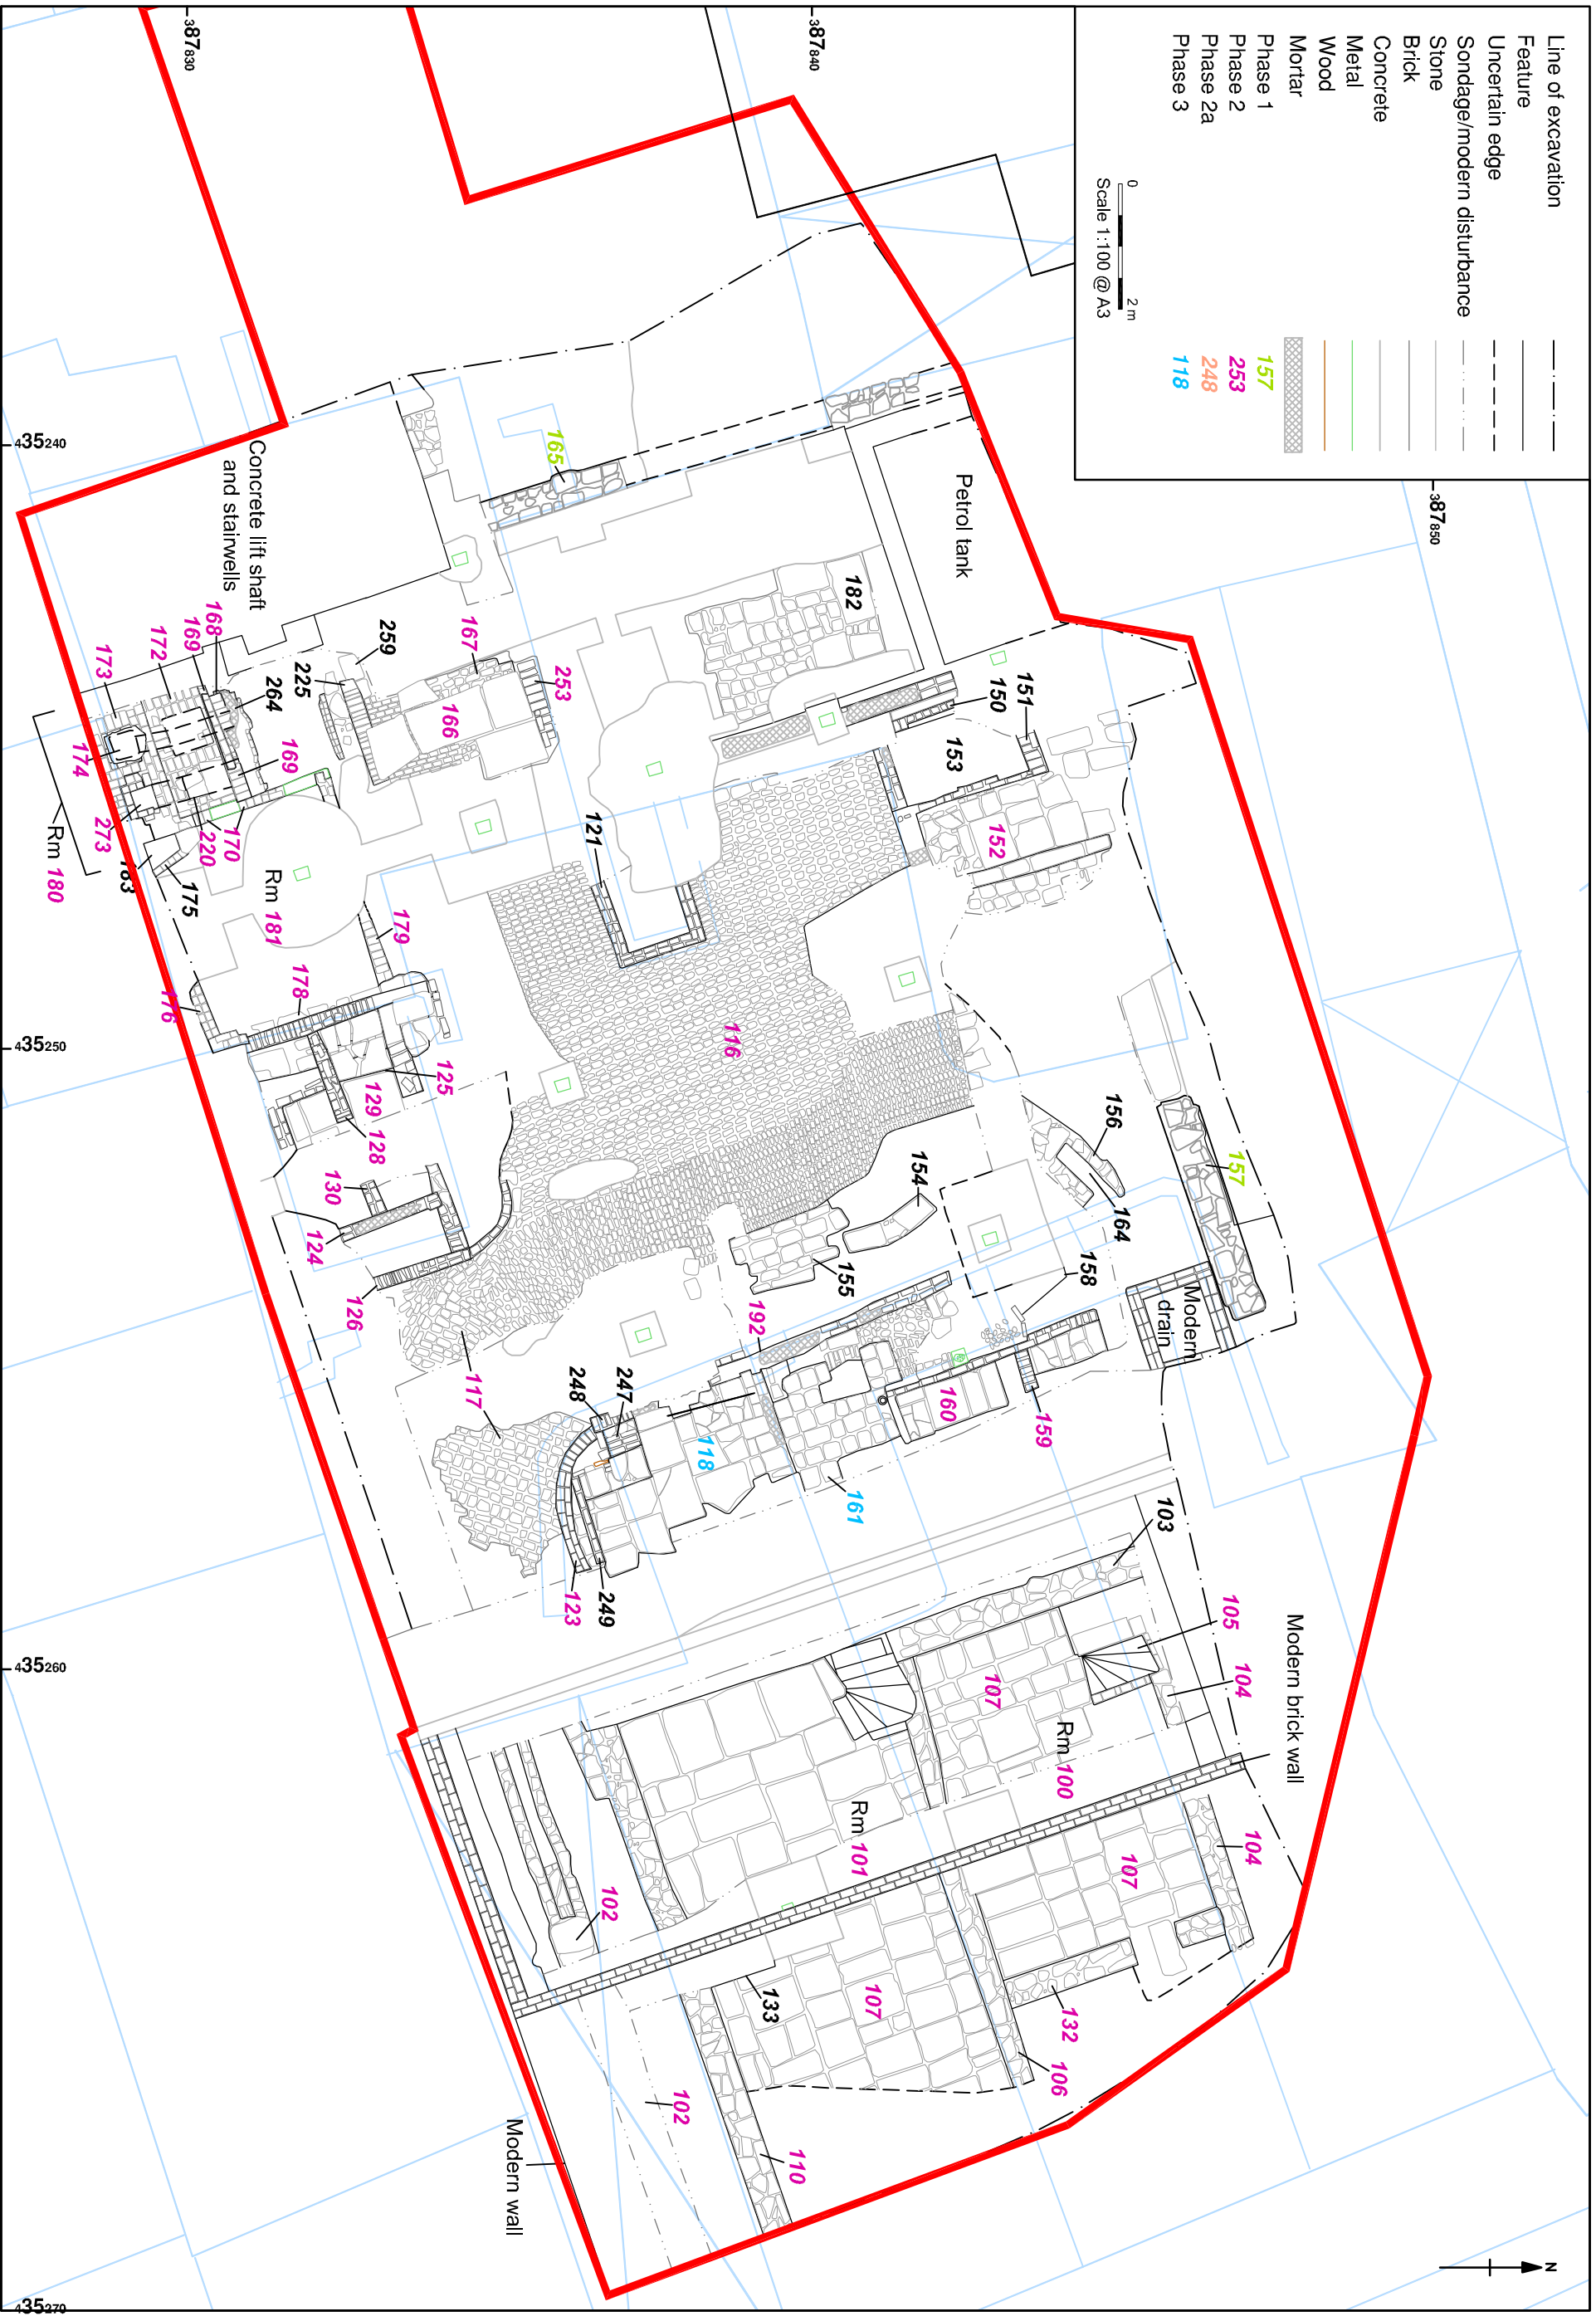 Line of excavation
Feature
Uncertain edge
Sondage/modern disturbance
Stone
Brick
Concrete
Metal
Wood
Mortar
Phase 1 157
Phase 2 253
Phase 2a 248
Phase 3 118
0 2 m
Scale 1:100 @ A3
387850
387840
387830
435240
435250
435260
435270
N
Petrol tank
165
182
Concrete lift shaft
and stairwells
259
225
167
253
166
168
169
172
173
264
174
169
273
220
170
Rm 180
183
175
Rm 181
179
178
176
151
150
153
152
121
116
125
129
128
130
124
126
156
164
157
154
155
158
Modern
drain
192
159
160
161
118
247
248
117
123
249
103
105
104
Modern brick wall
107
Rm 100
Rm 101
104
107
102
107
133
132
106
102
110
Modern wall